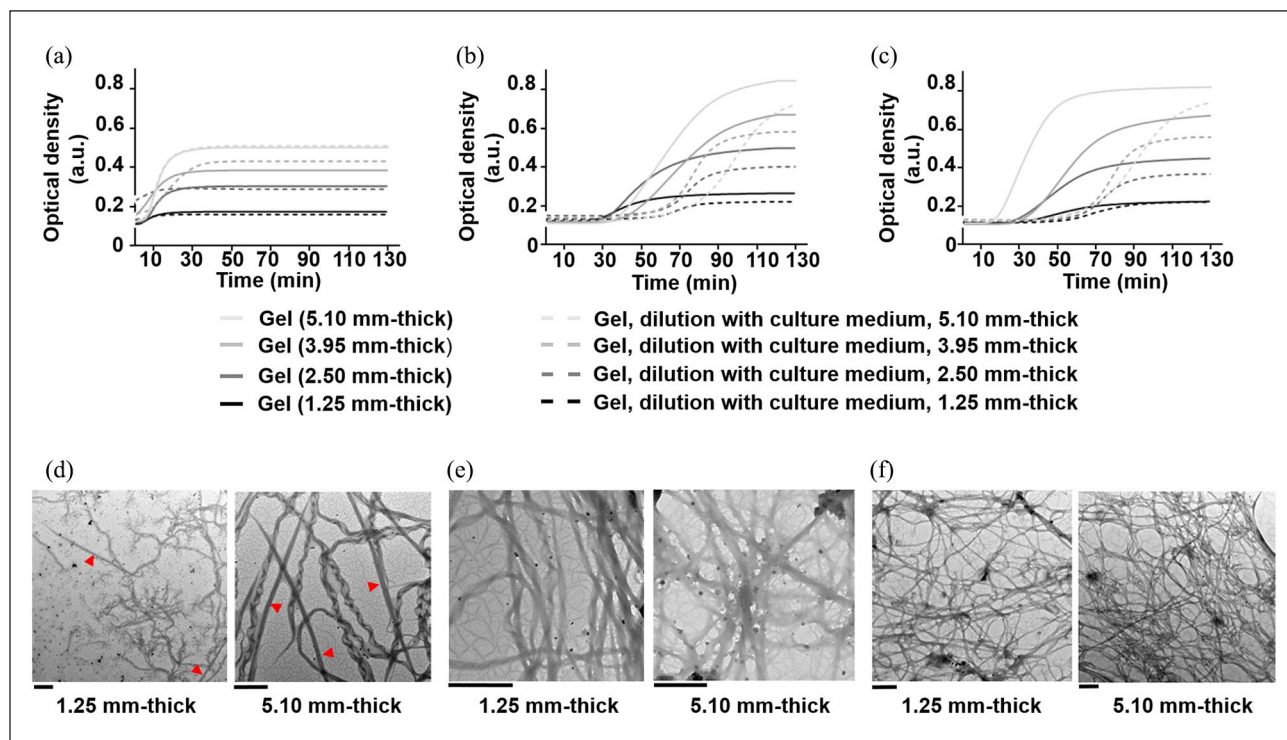 (a)
0.8
0.6
0.4
0.2
0
Optical density
(a.u.)
10 30 50 70 90 110 130
Time (min)
(b)
0.8
0.6
0.4
0.2
0
Optical density
(a.u.)
10 30 50 70 90 110 130
Time (min)
(c)
0.8
0.6
0.4
0.2
0
Optical density
(a.u.)
10 30 50 70 90 110 130
Time (min)
Gel (5.10 mm-thick)
Gel (3.95 mm-thick)
Gel (2.50 mm-thick)
Gel (1.25 mm-thick)
Gel, dilution with culture medium, 5.10 mm-thick
Gel, dilution with culture medium, 3.95 mm-thick
Gel, dilution with culture medium, 2.50 mm-thick
Gel, dilution with culture medium, 1.25 mm-thick
(d)
1.25 mm-thick
5.10 mm-thick
(e)
1.25 mm-thick
5.10 mm-thick
(f)
1.25 mm-thick
5.10 mm-thick